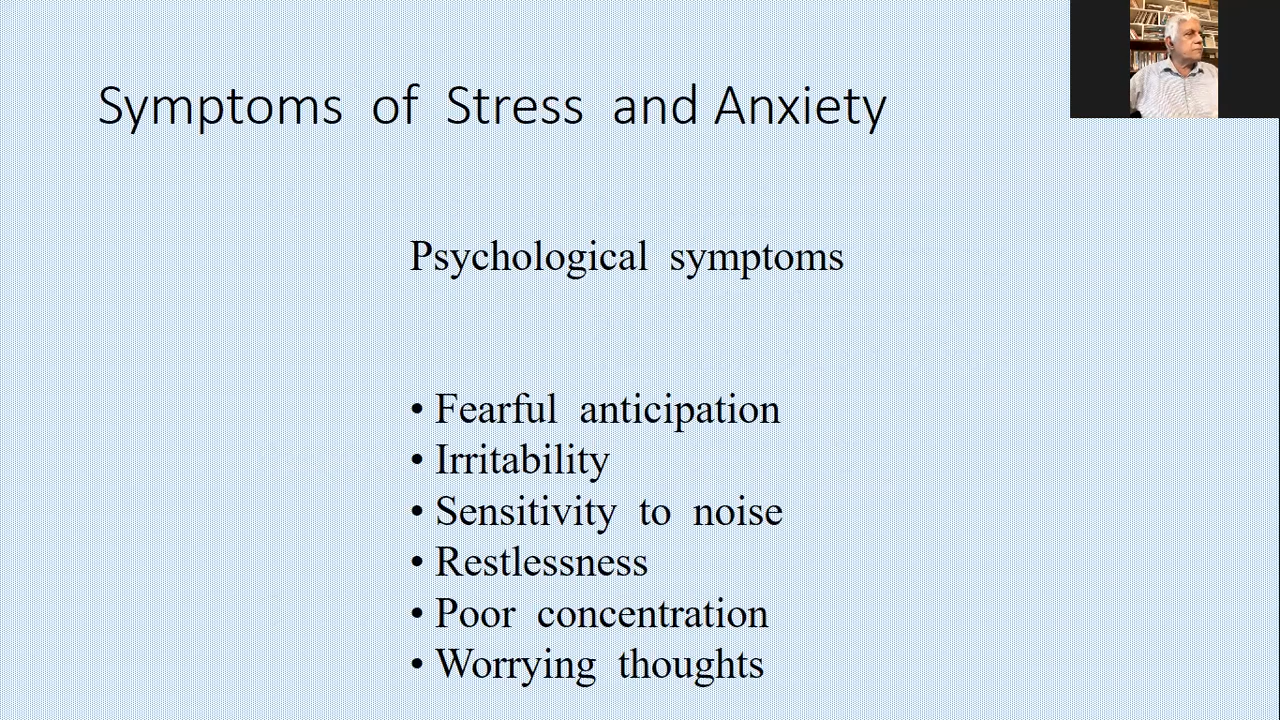 Symptoms of Stress and Anxiety
Psychological symptoms
• Fearful anticipation
• Irritability
• Sensitivity to noise
• Restlessness
• Poor concentration
• Worrying thoughts